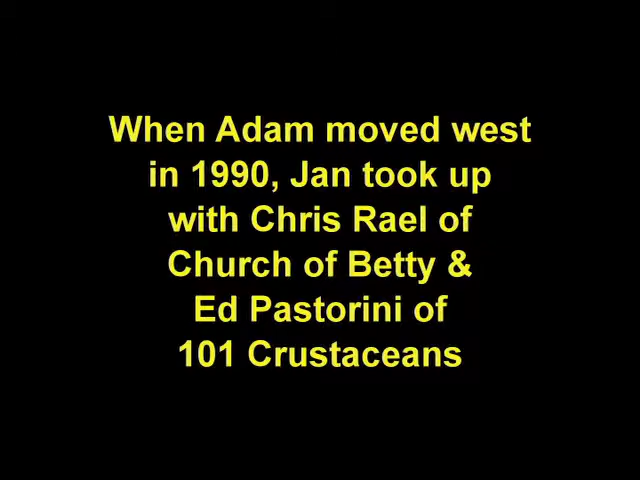 When Adam moved west
in 1990, Jan took up
with Chris Rael of
Church of Betty &
Ed Pastorini of
101 Crustaceans